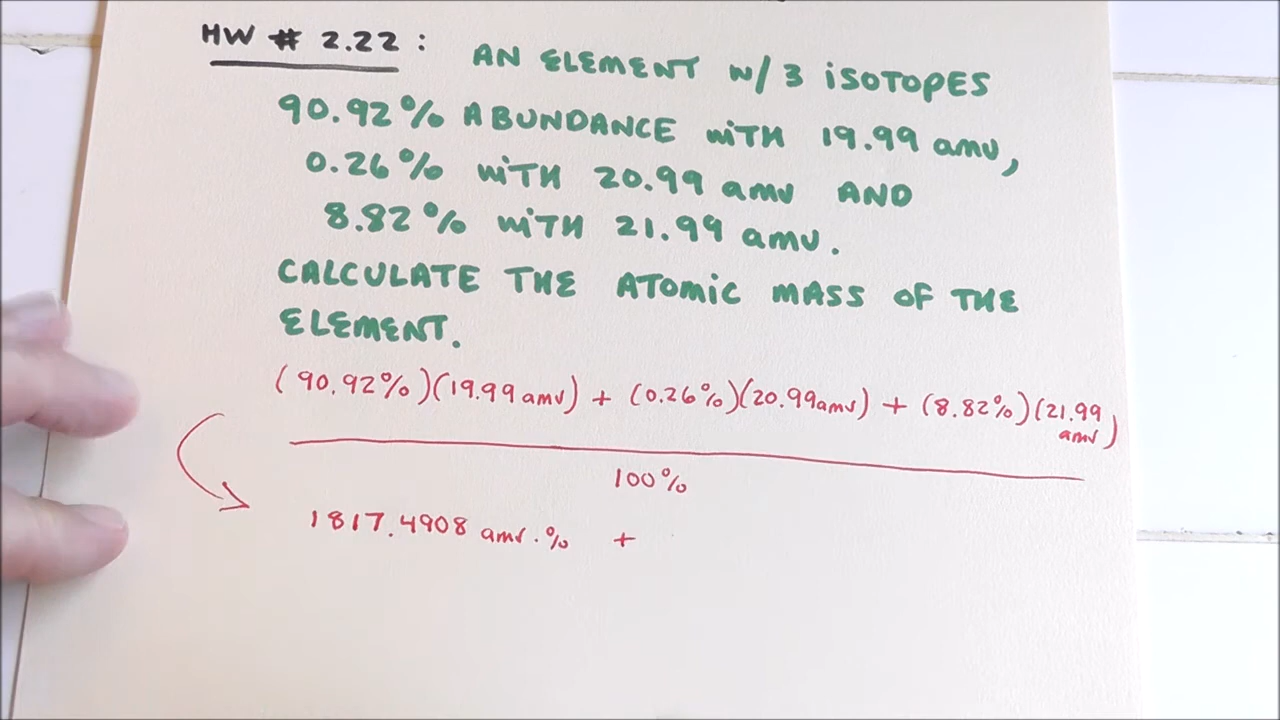 HW # 2.22 : AN ELEMENT w/ 3 isOTOPES
90.92% ABUNDANCE wiTH 19.99 amu,
0.26% wiTH 20.99 amu AND
8.82% wiTH 21.99 amu.
CALCULATE THE ATOMic MASS OF THE
ELEMENT.
(90.92%)(19.99 amu) + (0.26%)(20.99amu) + (8.82%)(21.99
amu)
100%
1817.4908 amu.% +